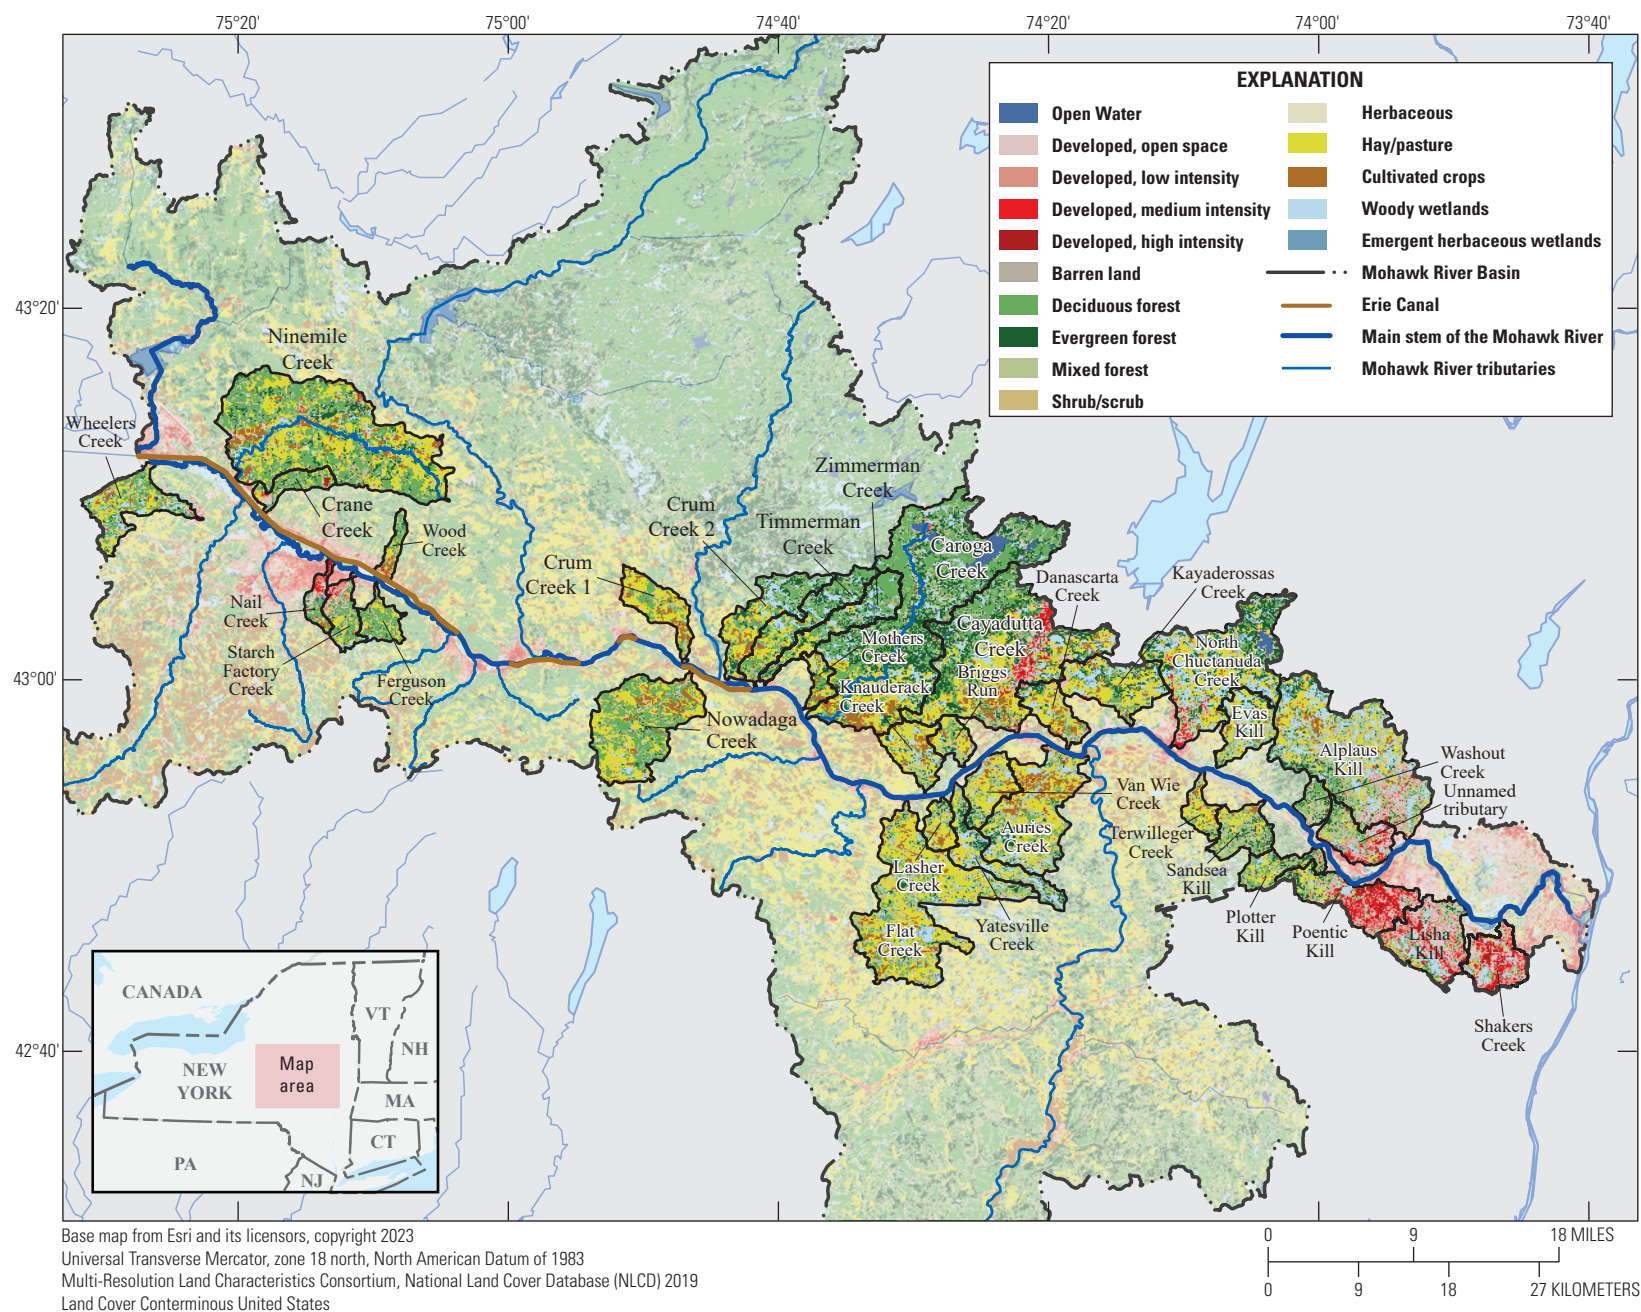 75°20'
75°00'
74°40'
74°20'
74°00'
73°40'
43°20'
43°00'
42°40'
EXPLANATION
Open Water
Developed, open space
Developed, low intensity
Developed, medium intensity
Developed, high intensity
Barren land
Deciduous forest
Evergreen forest
Mixed forest
Shrub/scrub
Herbaceous
Hay/pasture
Cultivated crops
Woody wetlands
Emergent herbaceous wetlands
Mohawk River Basin
Erie Canal
Main stem of the Mohawk River
Mohawk River tributaries
Ninemile
Creek
Wheelers
Creek
Crane
Creek
Wood
Creek
Nail
Creek
Starch
Factory
Creek
Ferguson
Creek
Crum
Creek 1
Crum
Creek 2
Zimmerman
Creek
Timmerman
Creek
Nowadaga
Creek
Caroga
Creek
Mothers
Creek
Knauderack
Creek
Cayadutta
Creek
Briggs
Run
Danascarta
Creek
Kayaderossas
Creek
North
Chuctanuda
Creek
Evas
Kill
Alplaus
Kill
Washout
Creek
Unnamed
tributary
Van Wie
Creek
Auries
Creek
Terwilleger
Creek
Sandsea
Kill
Lasher
Creek
Flat
Creek
Yatesville
Creek
Plotter
Kill
Poentic
Kill
Lisha
Kill
Shakers
Creek
CANADA
NEW
YORK
Map
area
VT
NH
MA
CT
PA
NJ
Base map from Esri and its licensors, copyright 2023
Universal Transverse Mercator, zone 18 north, North American Datum of 1983
Multi-Resolution Land Characteristics Consortium, National Land Cover Database (NLCD) 2019
Land Cover Conterminous United States
0 9 18 MILES
0 9 18 27 KILOMETERS